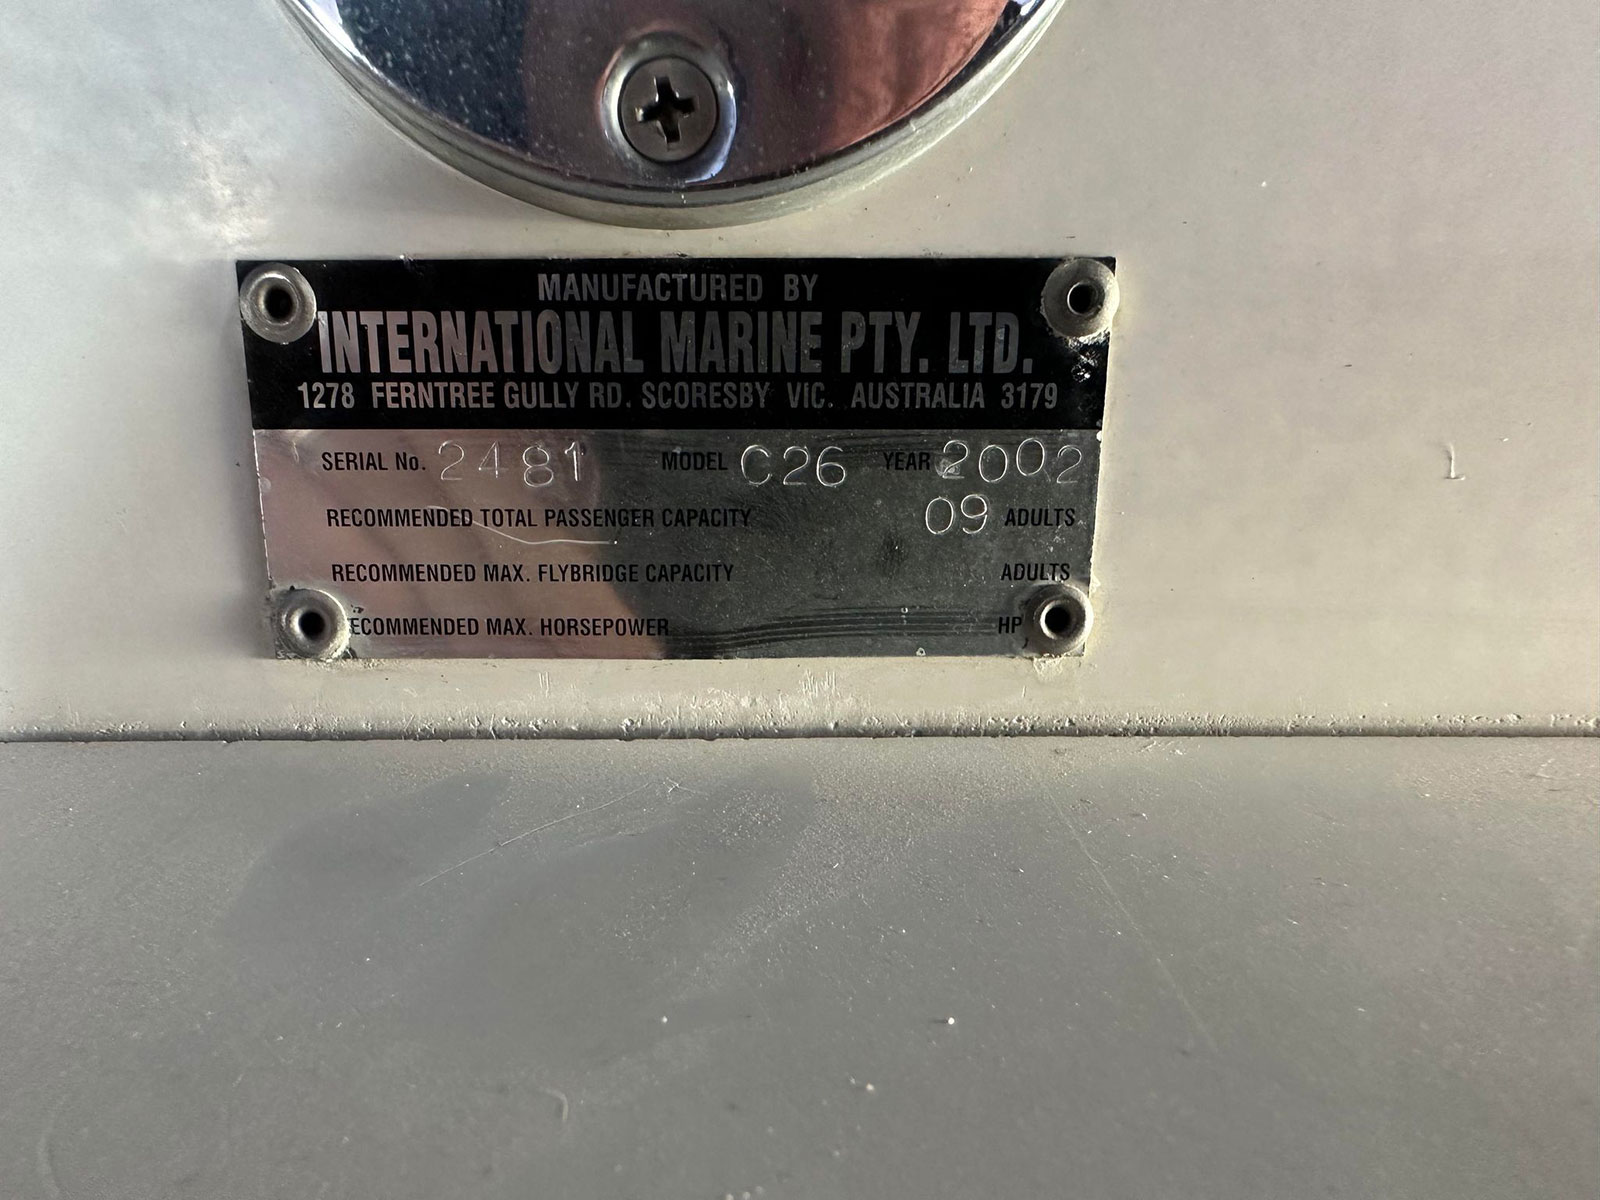 MANUFACTURED BY
INTERNATIONAL MARINE PTY. LTD.
1278 FERNTREE GULLY RD. SCORESBY VIC. AUSTRALIA 3179
SERIAL No. 2481 MODEL C26 YEAR 2002
RECOMMENDED TOTAL PASSENGER CAPACITY 09 ADULTS
RECOMMENDED MAX. FLYBRIDGE CAPACITY ADULTS
ECOMMENDED MAX. HORSEPOWER HP